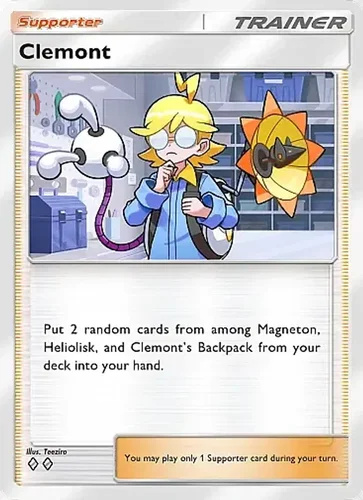 Supporter
TRAINER
Clemont
Put 2 random cards from among Magneton,
Heliolisk, and Clemont's Backpack from your
deck into your hand.
Illus. Teeziro
You may play only 1 Supporter card during your turn.